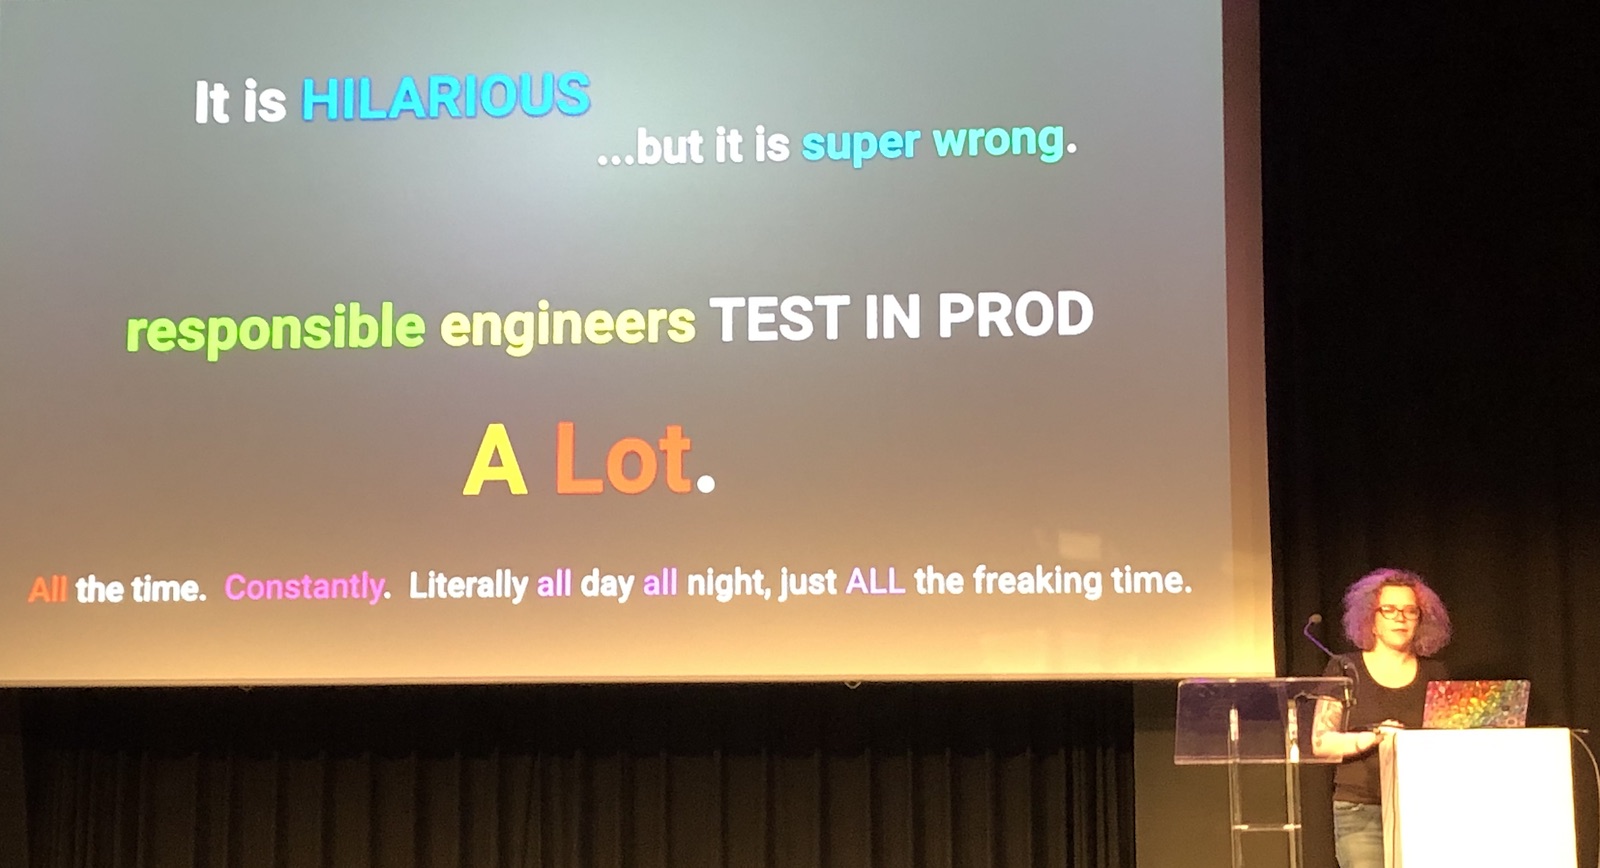 It is HILARIOUS
...but it is super wrong.
responsible engineers TEST IN PROD
A Lot.
All the time. Constantly. Literally all day all night, just ALL the freaking time.